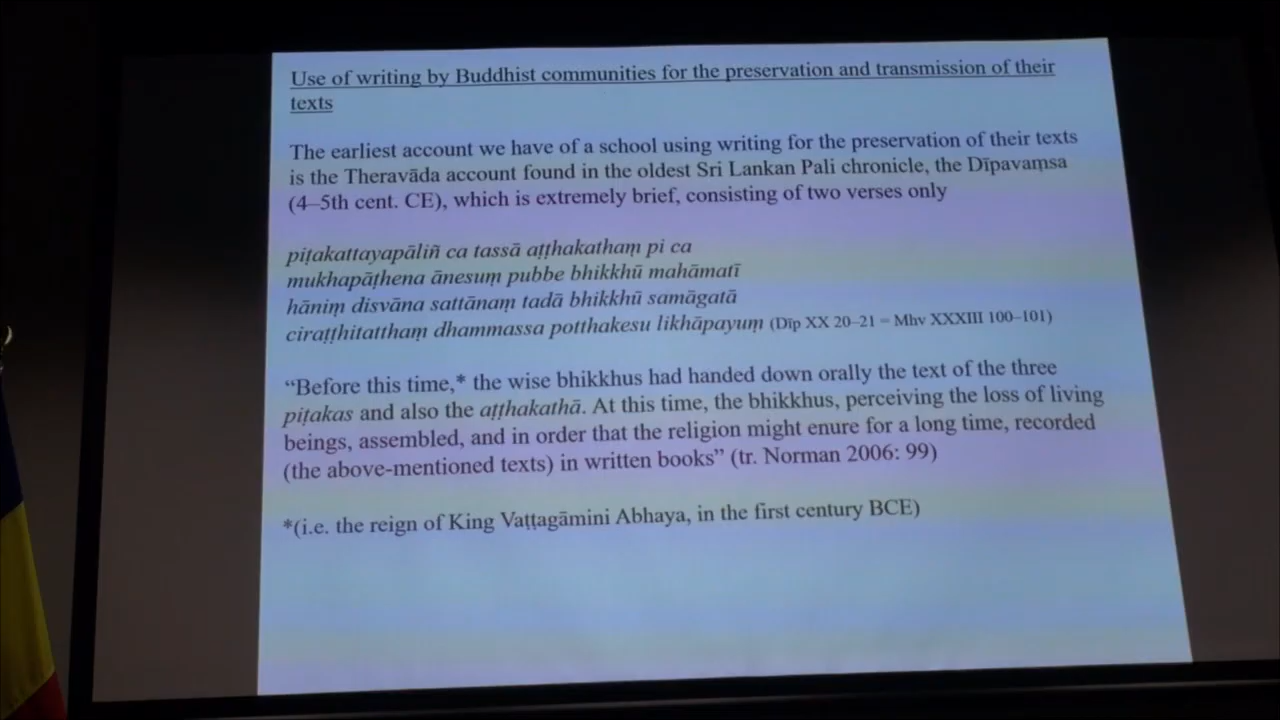 Use of writing by Buddhist communities for the preservation and transmission of their
texts
The earliest account we have of a school using writing for the preservation of their texts
is the Theravāda account found in the oldest Sri Lankan Pali chronicle, the Dīpavaṃsa
(4–5th cent. CE), which is extremely brief, consisting of two verses only
piṭakattayapāliñ ca tassā aṭṭhakathaṃ pi ca
mukhapāṭhena ānesuṃ pubbe bhikkhū mahāmatī
hāniṃ disvāna sattānaṃ tadā bhikkhū samāgatā
ciraṭṭhitatthaṃ dhammassa potthakesu likhāpayuṃ (Dīp XX 20–21 = Mhv XXXIII 100–101)
“Before this time,* the wise bhikkhus had handed down orally the text of the three
piṭakas and also the aṭṭhakathā. At this time, the bhikkhus, perceiving the loss of living
beings, assembled, and in order that the religion might enure for a long time, recorded
(the above-mentioned texts) in written books” (tr. Norman 2006: 99)
*(i.e. the reign of King Vaṭṭagāmini Abhaya, in the first century BCE)